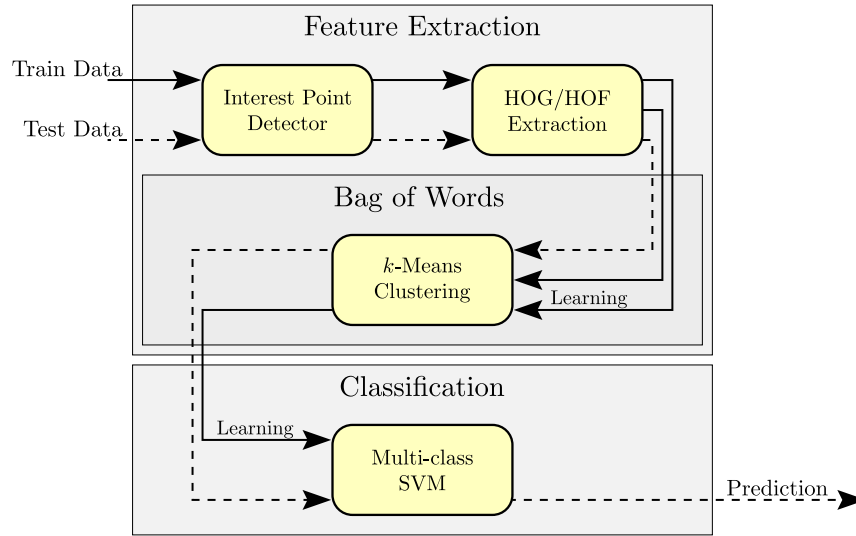 Feature Extraction
Train Data
Interest Point
Detector
HOG/HOF
Extraction
Test Data
Bag of Words
k-Means
Clustering
Learning
Classification
Learning
Multi-class
SVM
Prediction